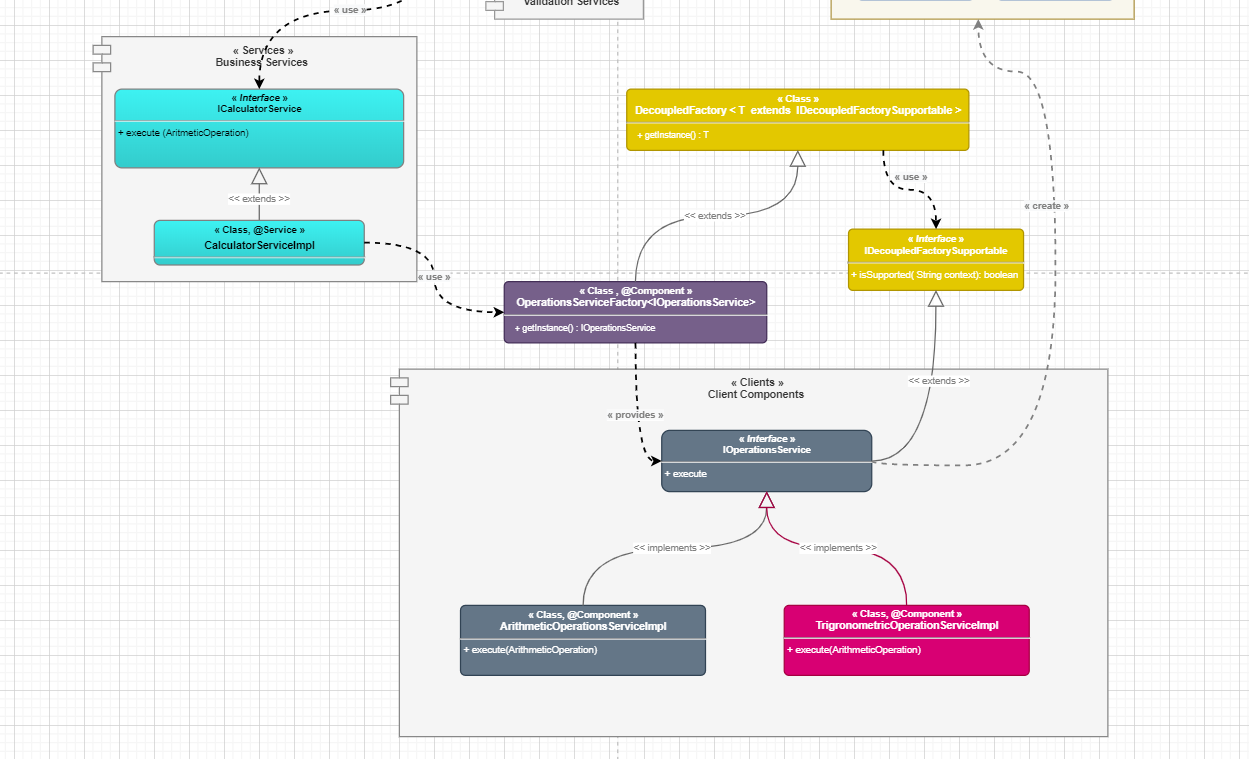 « use »
Validation Services
« Services »
Business Services
« Interface »
ICalculatorService
+ execute (AritmeticOperation)
<< extends >>
« Class, @Service »
CalculatorServiceImpl
« use »
« Class »
DecoupledFactory < T extends IDecoupledFactorySupportable >
+ getInstance() : T
« use »
« create »
<< extends >>
« Interface »
IDecoupledFactorySupportable
+ isSupported( String context): boolean
« Class , @Component »
OperationsServiceFactory<IOperationsService>
+ getInstance() : IOperationsService
« Clients »
Client Components
<< extends >>
« provides »
« Interface »
IOperationsService
+ execute
<< implements >>
<< implements >>
« Class, @Component »
ArithmeticOperationsServiceImpl
+ execute(ArithmeticOperation)
« Class, @Component »
TrigronometricOperationServiceImpl
+ execute(ArithmeticOperation)